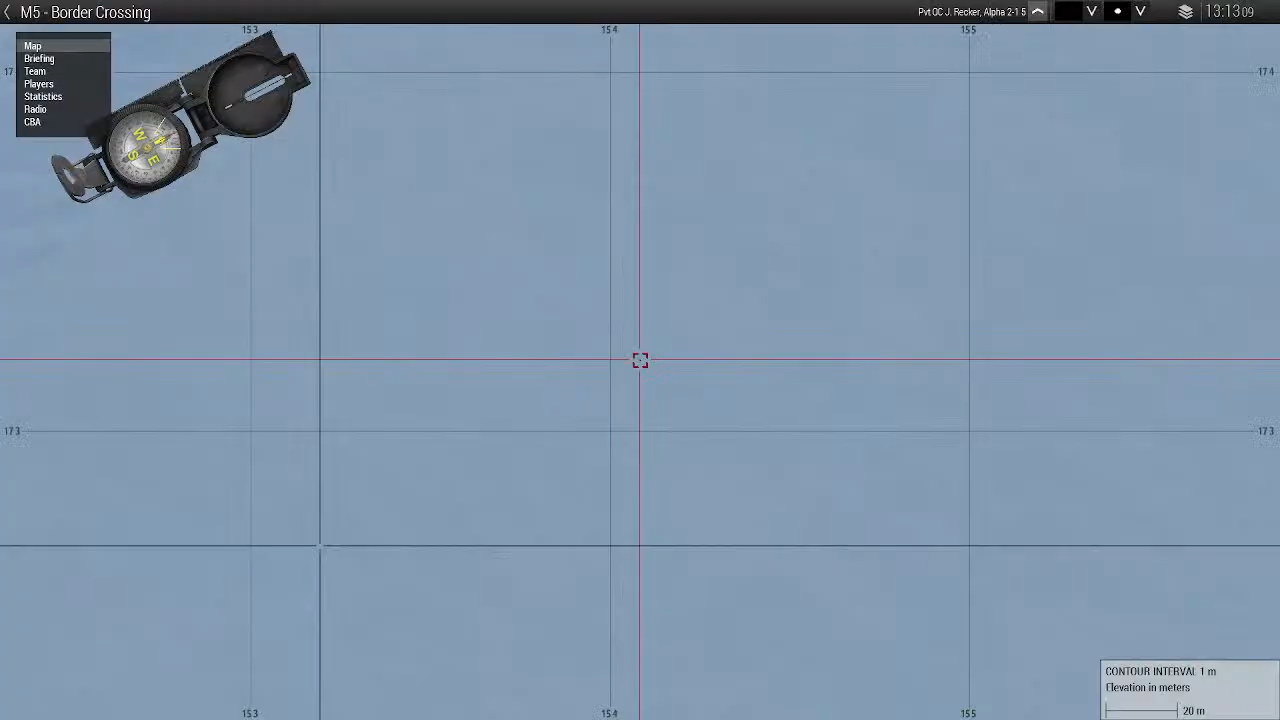 M5 - Border Crossing
Pvt OC J. Recker, Alpha 2-1 5
13:13 09
153 154 155
Map
Briefing
Team
Players
Statistics
Radio
CBA
W
S
E
17
174
173
173
CONTOUR INTERVAL 1 m
Elevation in meters
20 m
153 154 155